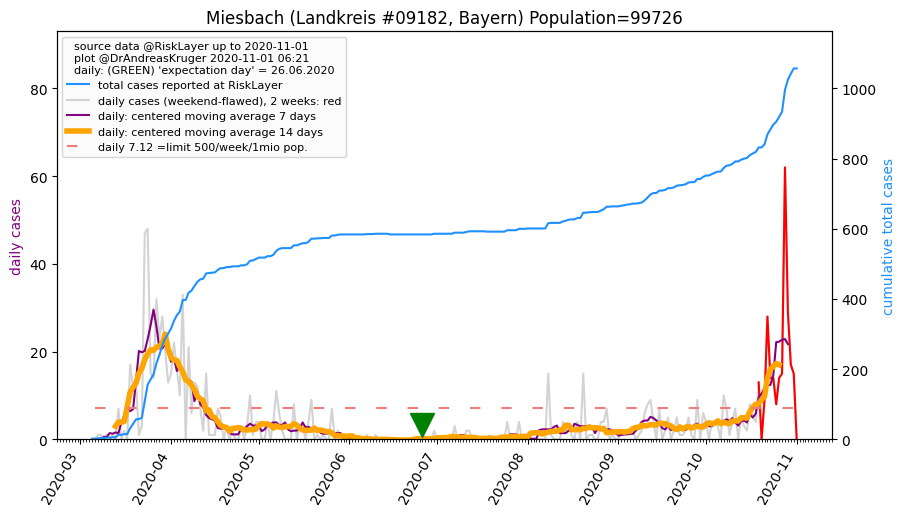 Miesbach (Landkreis #09182, Bayern) Population=99726
source data @RiskLayer up to 2020-11-01
plot @DrAndreasKruger 2020-11-01 06:21
daily: (GREEN) 'expectation day' = 26.06.2020
total cases reported at RiskLayer
daily cases (weekend-flawed), 2 weeks: red
daily: centered moving average 7 days
daily: centered moving average 14 days
daily 7.12 =limit 500/week/1mio pop.
daily cases
80
60
40
20
0
cumulative total cases
1000
800
600
400
200
0
2020-03
2020-04
2020-05
2020-06
2020-07
2020-08
2020-09
2020-10
2020-11